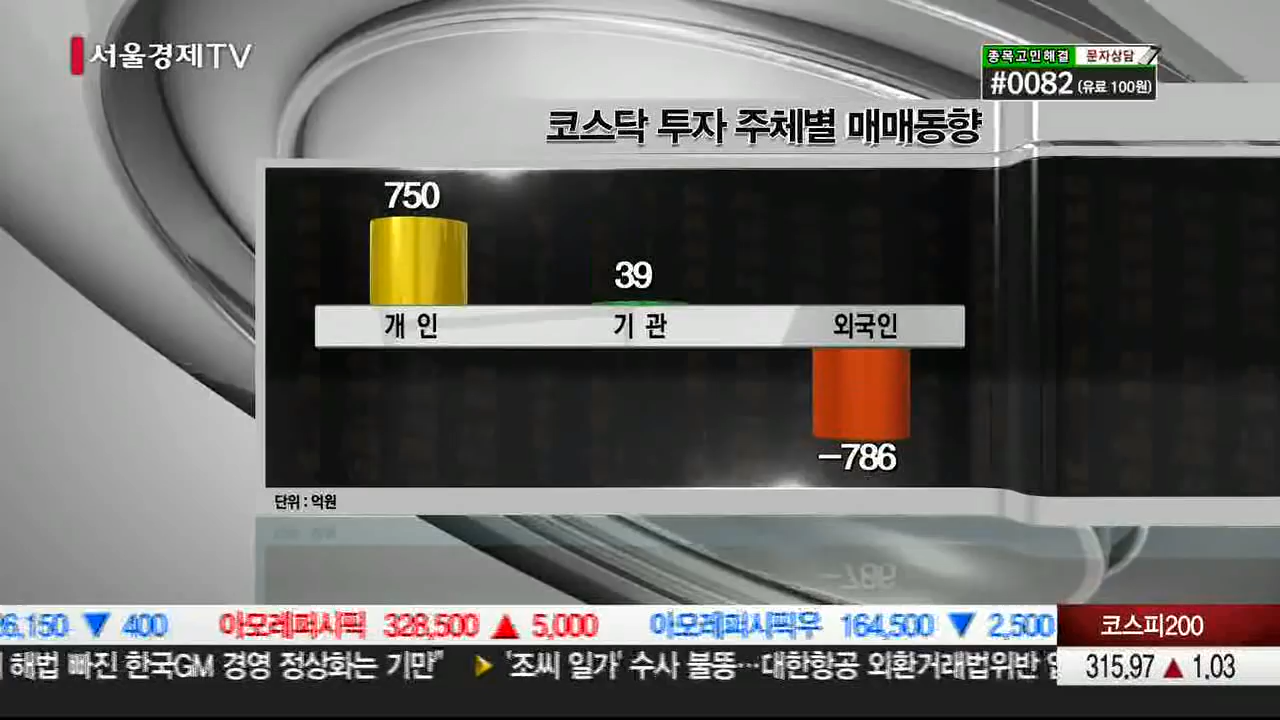 서울경제TV
종목고민해결 문자상담
#0082 (유료 100원)
코스닥 투자 주체별 매매동향
750
39
개 인 기 관 외국인
-786
단위 : 억원
▼ 400 아모레퍼시픽 328,500 ▲ 5,000 아모레퍼시픽우 164,500 ▼ 2,500
코스피200
해법 빠진 한국GM 경영 정상화는 기만" ▶ '조씨 일가' 수사 불똥…대한항공 외환거래법위반
315.97 ▲ 1.03